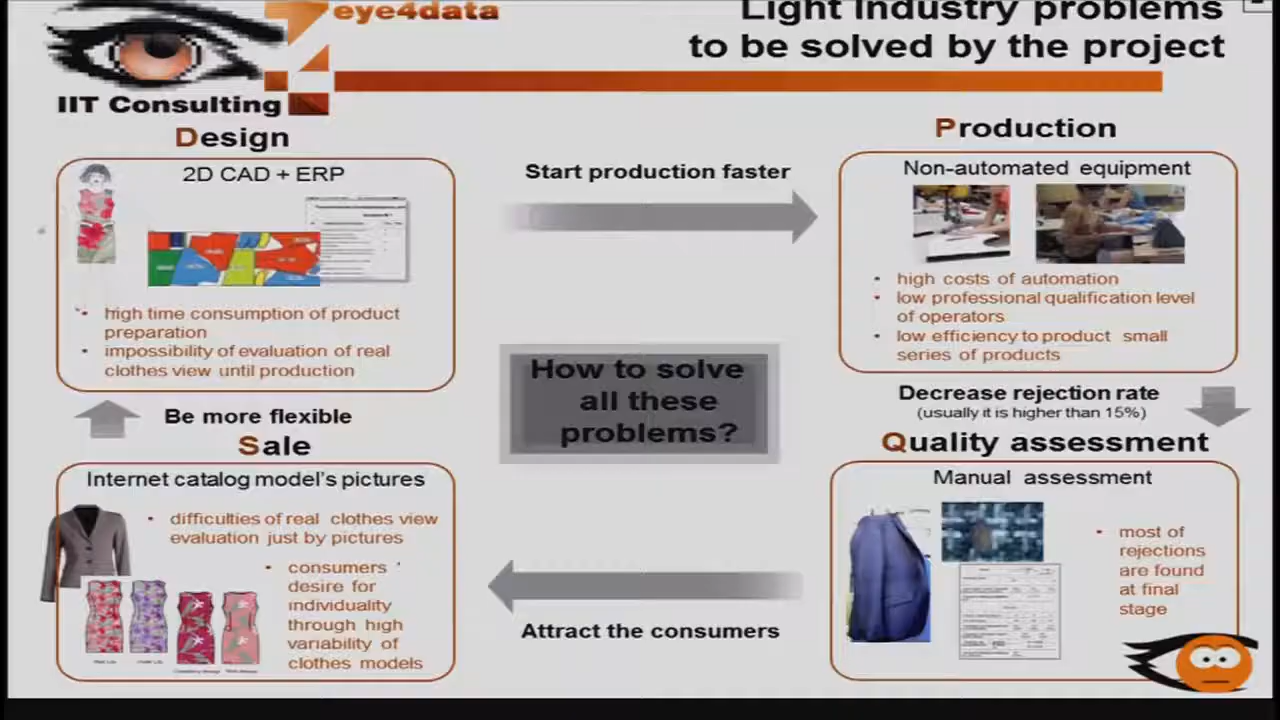 eye4data
Light Industry problems
to be solved by the project
IIT Consulting
Design
2D CAD + ERP
• high time consumption of product
preparation
• impossibility of evaluation of real
clothes view until production
Start production faster
Production
Non-automated equipment
• high costs of automation
• low professional qualification level
of operators
• low efficiency to product small
series of products
How to solve
all these
problems?
Decrease rejection rate
(usually it is higher than 15%)
Be more flexible
Sale
Internet catalog model's pictures
• difficulties of real clothes view
evaluation just by pictures
• consumers '
desire for
individuality
through high
variability of
clothes models
Attract the consumers
Quality assessment
Manual assessment
• most of
rejections
are found
at final
stage